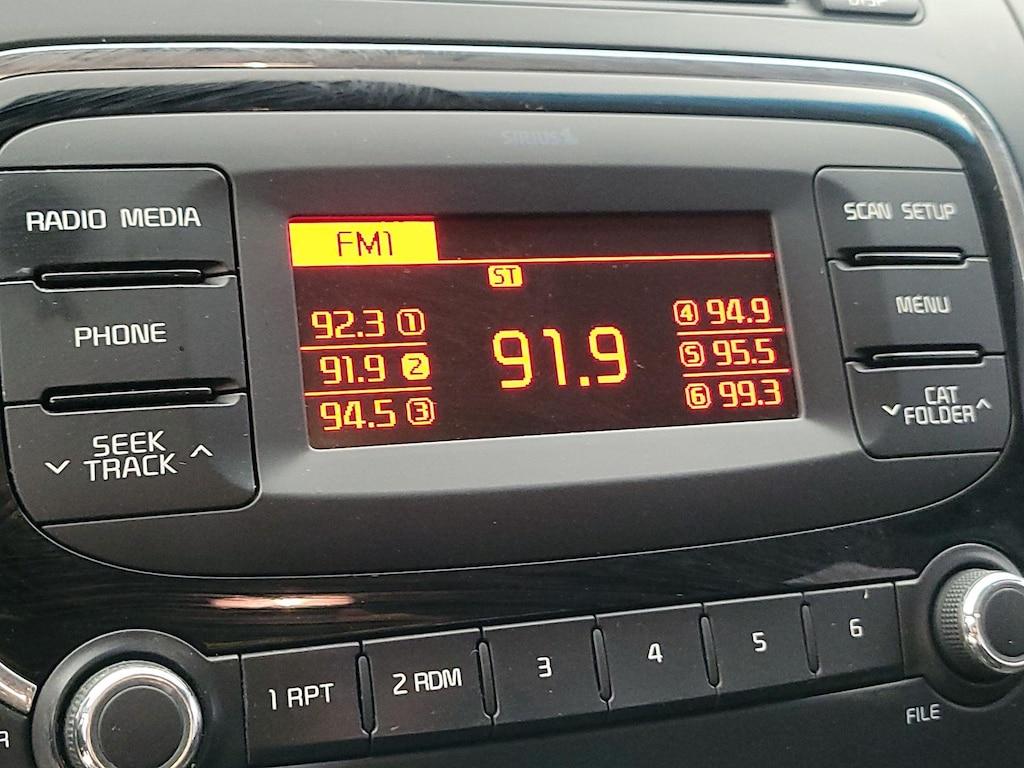 DISP
SIRIUS
RADIO MEDIA
PHONE
SEEK
TRACK
FM1
ST
92.3 1
91.9 2
94.5 3
91.9
4 94.9
5 95.5
6 99.3
SCAN SETUP
MENU
CAT
FOLDER
1 RPT
2 RDM
3
4
5
6
FILE
R